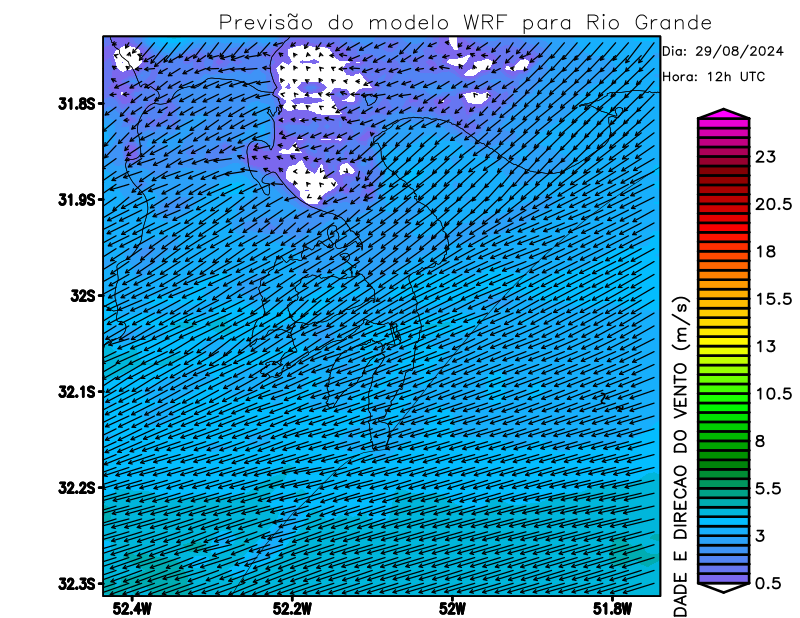 Previsão do modelo WRF para Rio Grande
Dia: 29/08/2024
Hora: 12h UTC
31.8S
31.9S
32S
32.1S
32.2S
32.3S
52.4W
52.2W
52W
51.8W
23
20.5
18
15.5
13
10.5
8
5.5
3
0.5
DADE E DIRECAO DO VENTO (m/s)